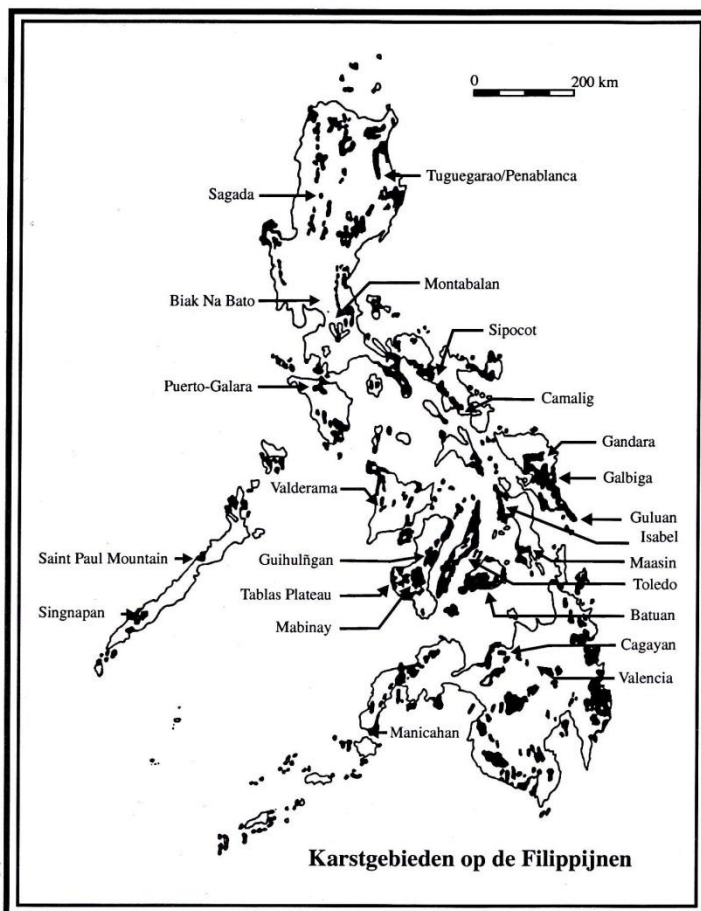 0 200 km
Tuguegarao/Penablanca
Sagada
Montabalan
Biak Na Bato
Sipocot
Puerto-Galara
Camalig
Gandara
Galbiga
Valderama
Guluan
Isabel
Saint Paul Mountain
Guihulñgan
Maasin
Tablas Plateau
Toledo
Singnapan
Mabinay
Batuan
Cagayan
Valencia
Manicahan
Karstgebieden op de Filippijnen